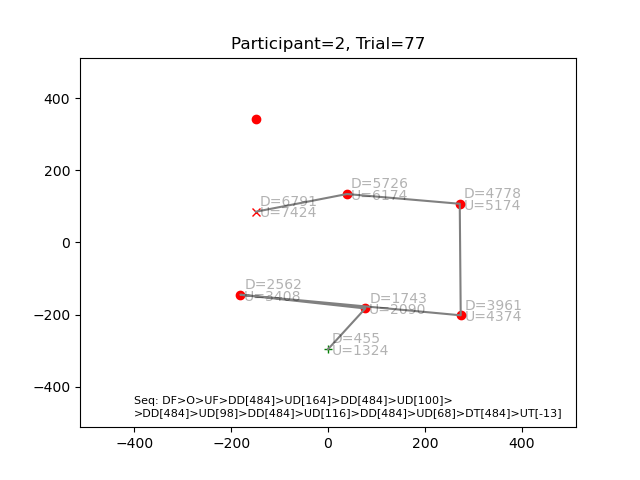 Participant=2, Trial=77
400
200
0
−200
−400
D=6791
U=7424
D=5726
U=6174
D=4778
U=5174
D=2562
U=3408
D=1743
U=2090
D=3961
U=4374
D=455
U=1324
Seq: DF>O>UF>DD[484]>UD[164]>DD[484]>UD[100]>
>DD[484]>UD[98]>DD[484]>UD[116]>DD[484]>UD[68]>DT[484]>UT[-13]
−400
−200
0
200
400